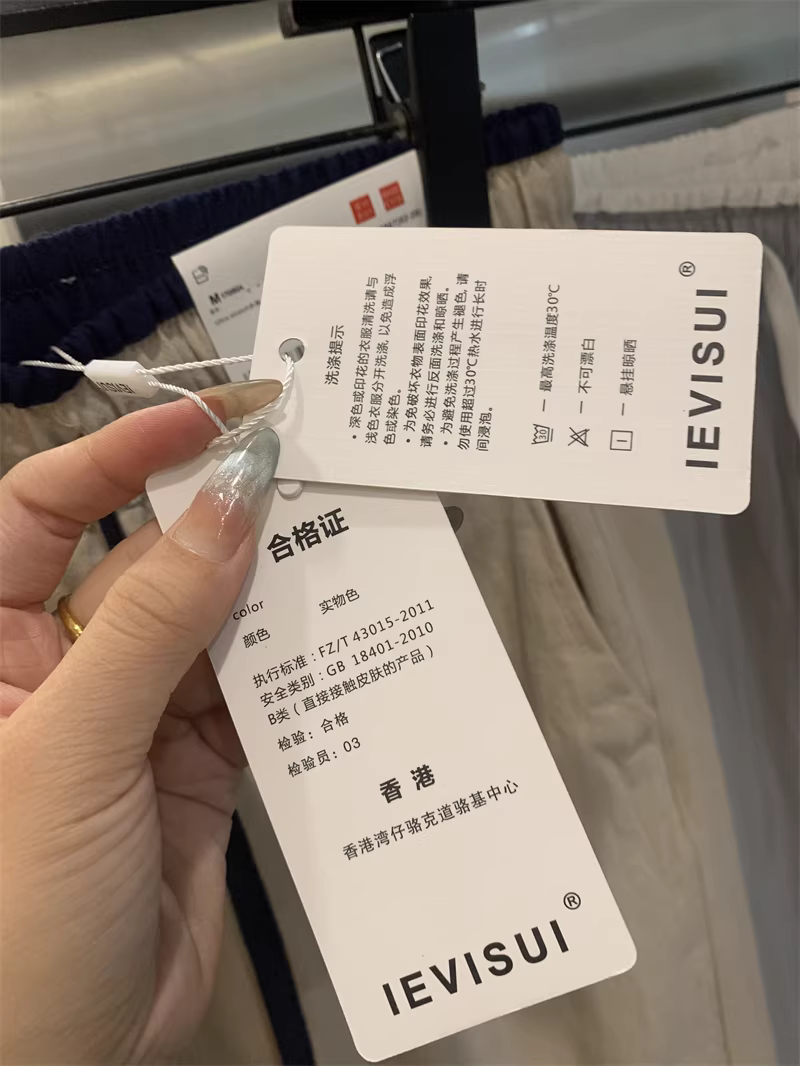 洗涤提示
• 深色或印花的衣服清洗请与
浅色衣服分开洗涤, 以免造成浮
色或染色。
• 为免破坏衣物表面印花效果,
请务必进行反面洗涤和晾晒。
• 为避免洗涤过程产生褪色, 请
勿使用超过30℃热水进行长时
间浸泡。
30 — 最高洗涤温度30℃
— 不可漂白
— 悬挂晾晒
IEVISUI®
IEVISUI
M
合格证
color 实物色
颜色
执行标准：FZ/T 43015-2011
安全类别：GB 18401-2010
B类（直接接触皮肤的产品）
检验：合格
检验员：03
香港
香港湾仔骆克道骆基中心
IEVISUI®